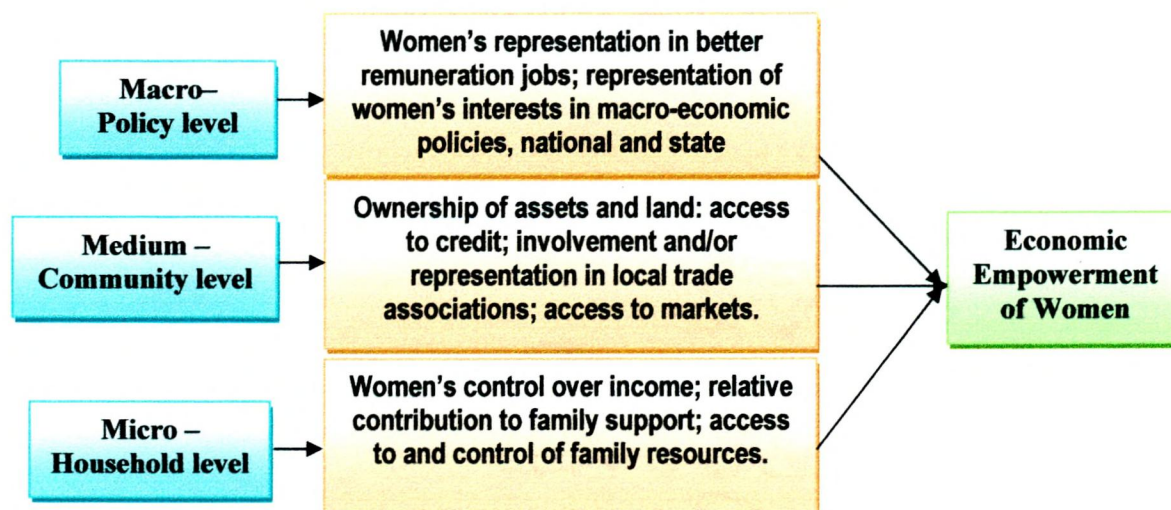 Macro–
Policy level
Women's representation in better
remuneration jobs; representation of
women's interests in macro-economic
policies, national and state
Medium –
Community level
Ownership of assets and land: access
to credit; involvement and/or
representation in local trade
associations; access to markets.
Micro –
Household level
Women's control over income; relative
contribution to family support; access
to and control of family resources.
Economic
Empowerment
of Women